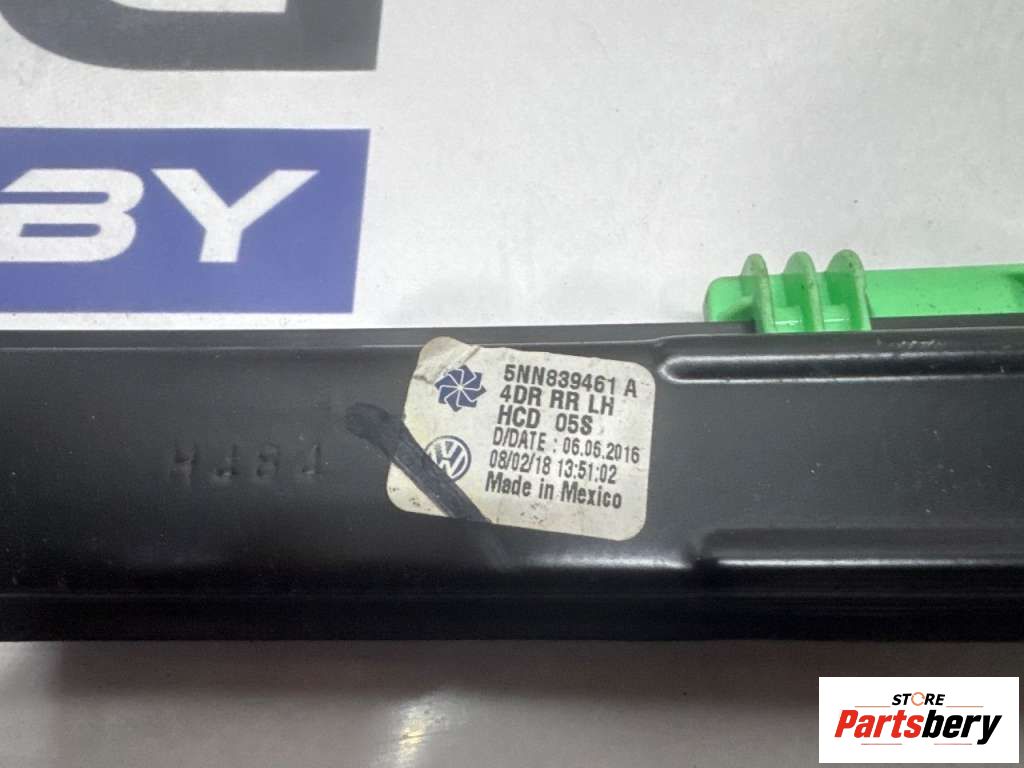 BY
5NN839461 A
4DR RR LH
HCD 05S
D/DATE : 06.06.2016
08/02/18 13:51:02
Made in Mexico
STORE
Partsbery